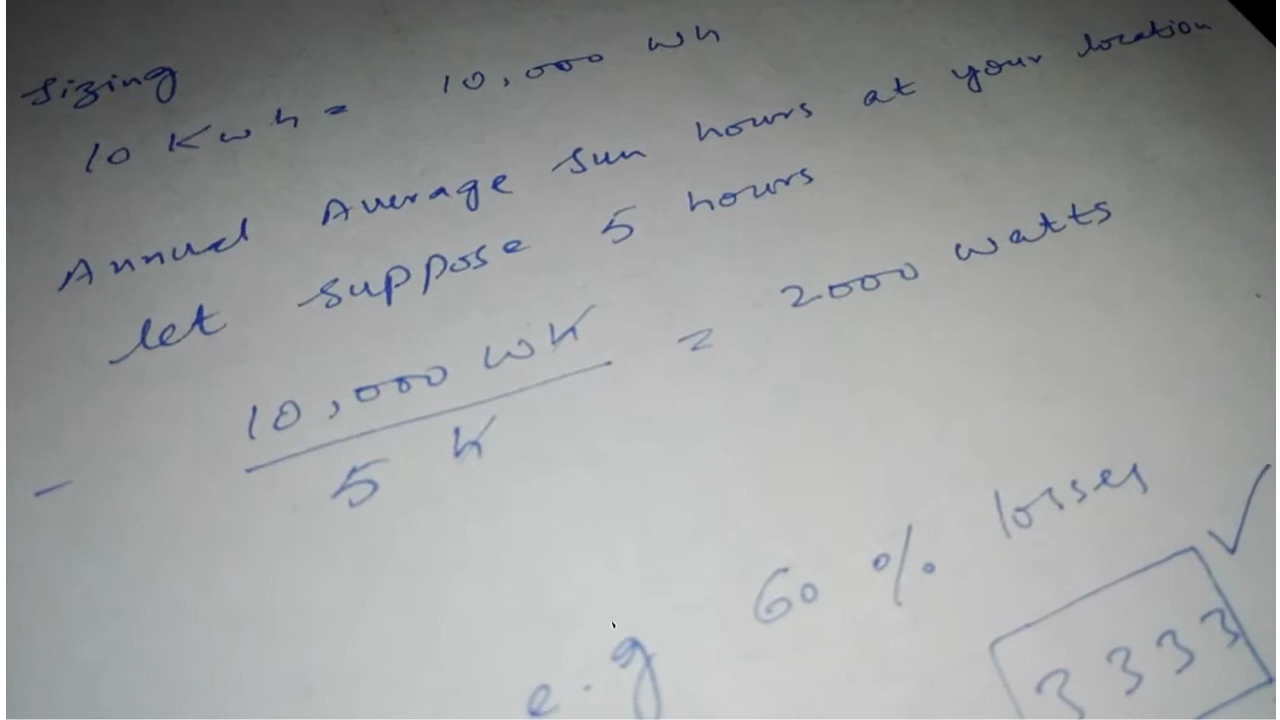 Sizing
10 Kwh = 10,000 Wh
Annual Average Sun hours at your location
let suppose 5 hours
- 10,000 Wh / 5 h = 2000 watts
e.g 60 % losses
3333 ✓